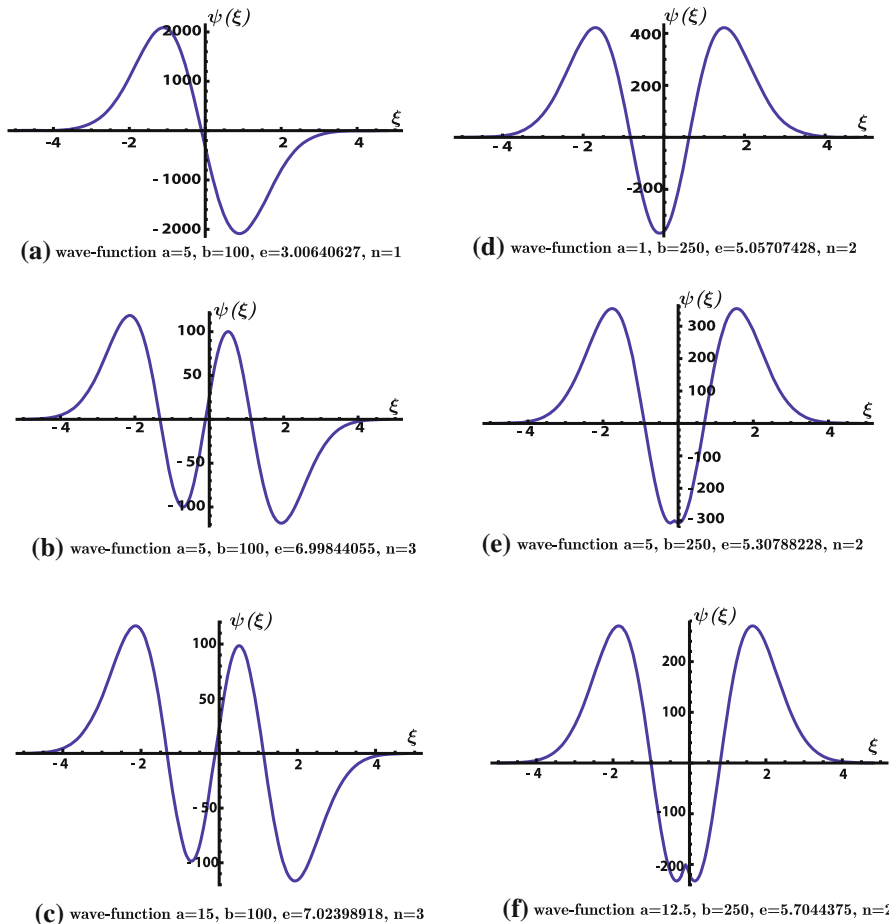 ψ(ξ)
2000
1000
ξ
-4
-2
2
4
-1000
-2000
(a) wave-function a=5, b=100, e=3.00640627, n=1
ψ(ξ)
100
50
ξ
-4
-2
2
4
-50
-100
(b) wave-function a=5, b=100, e=6.99844055, n=3
ψ(ξ)
100
50
ξ
-4
-2
2
4
-50
-100
(c) wave-function a=15, b=100, e=7.02398918, n=3
ψ(ξ)
400
200
ξ
-4
-2
2
4
-200
(d) wave-function a=1, b=250, e=5.05707428, n=2
ψ(ξ)
300
200
100
ξ
-4
-2
2
4
-100
-200
-300
(e) wave-function a=5, b=250, e=5.30788228, n=2
ψ(ξ)
200
100
ξ
-4
-2
2
4
-100
-200
(f) wave-function a=12.5, b=250, e=5.7044375, n=2